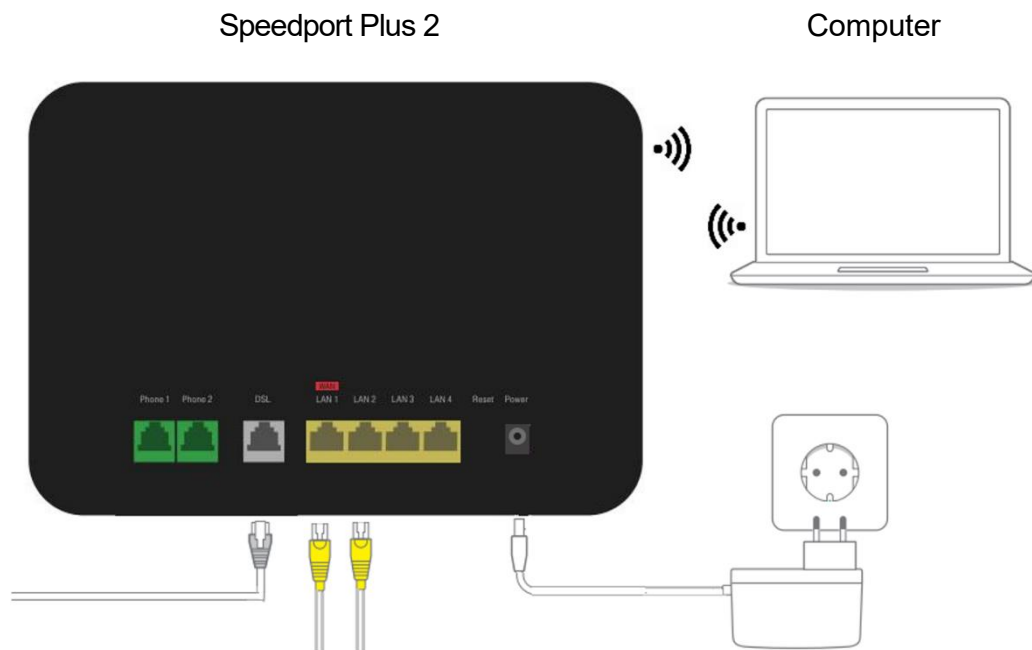 Speedport Plus 2
Computer
WAN
Phone 1 Phone 2 DSL LAN 1 LAN 2 LAN 3 LAN 4 Reset Power